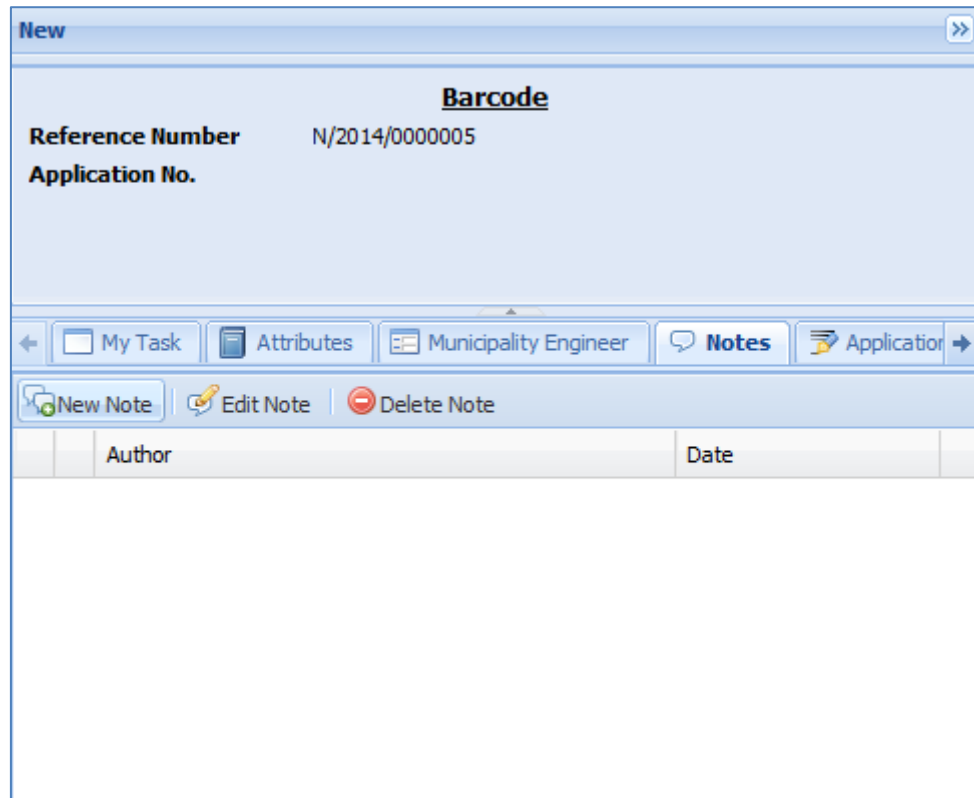 New
Barcode
Reference Number N/2014/0000005
Application No.
My Task Attributes Municipality Engineer Notes Application
New Note Edit Note Delete Note
Author Date